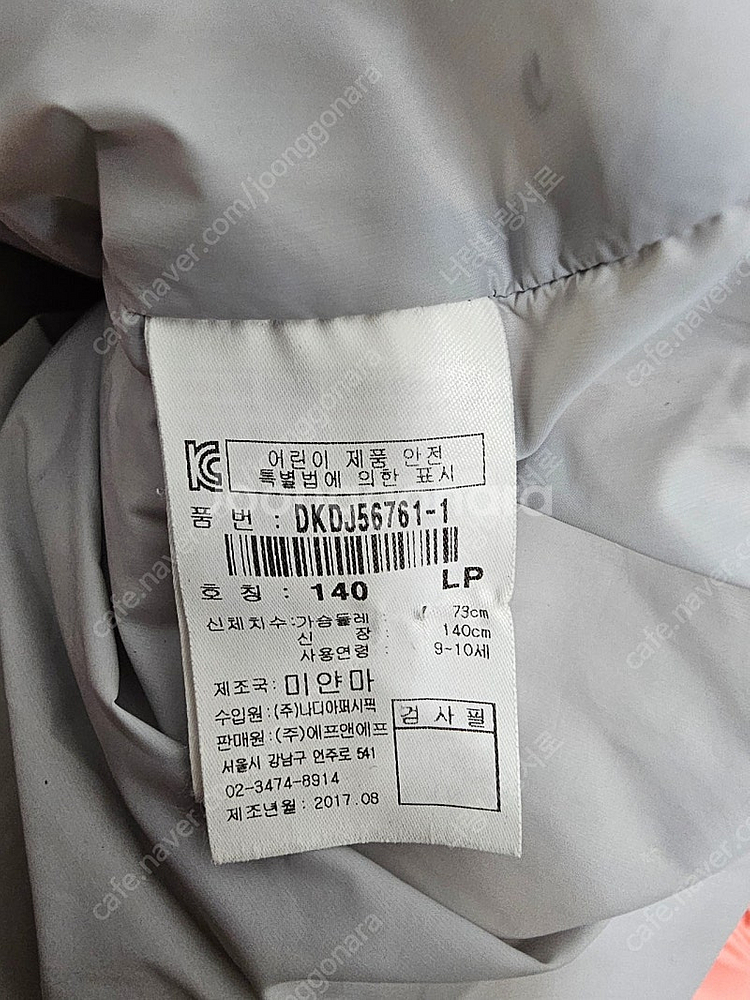 KC
어린이 제품 안전
특별법에 의한 표시
품 번 : DKDJ56761-1
LP
호 칭 : 140
신체치수:가슴둘레 : 73cm
신 장 : 140cm
사용연령 : 9-10세
제조국: 미얀마
수입원:(주)나디아퍼시픽
판매원:(주)에프앤에프
서울시 강남구 언주로 541
02-3474-8914
제조년월: 2017.08
검 사 필
cafe.naver.com/joonggonara